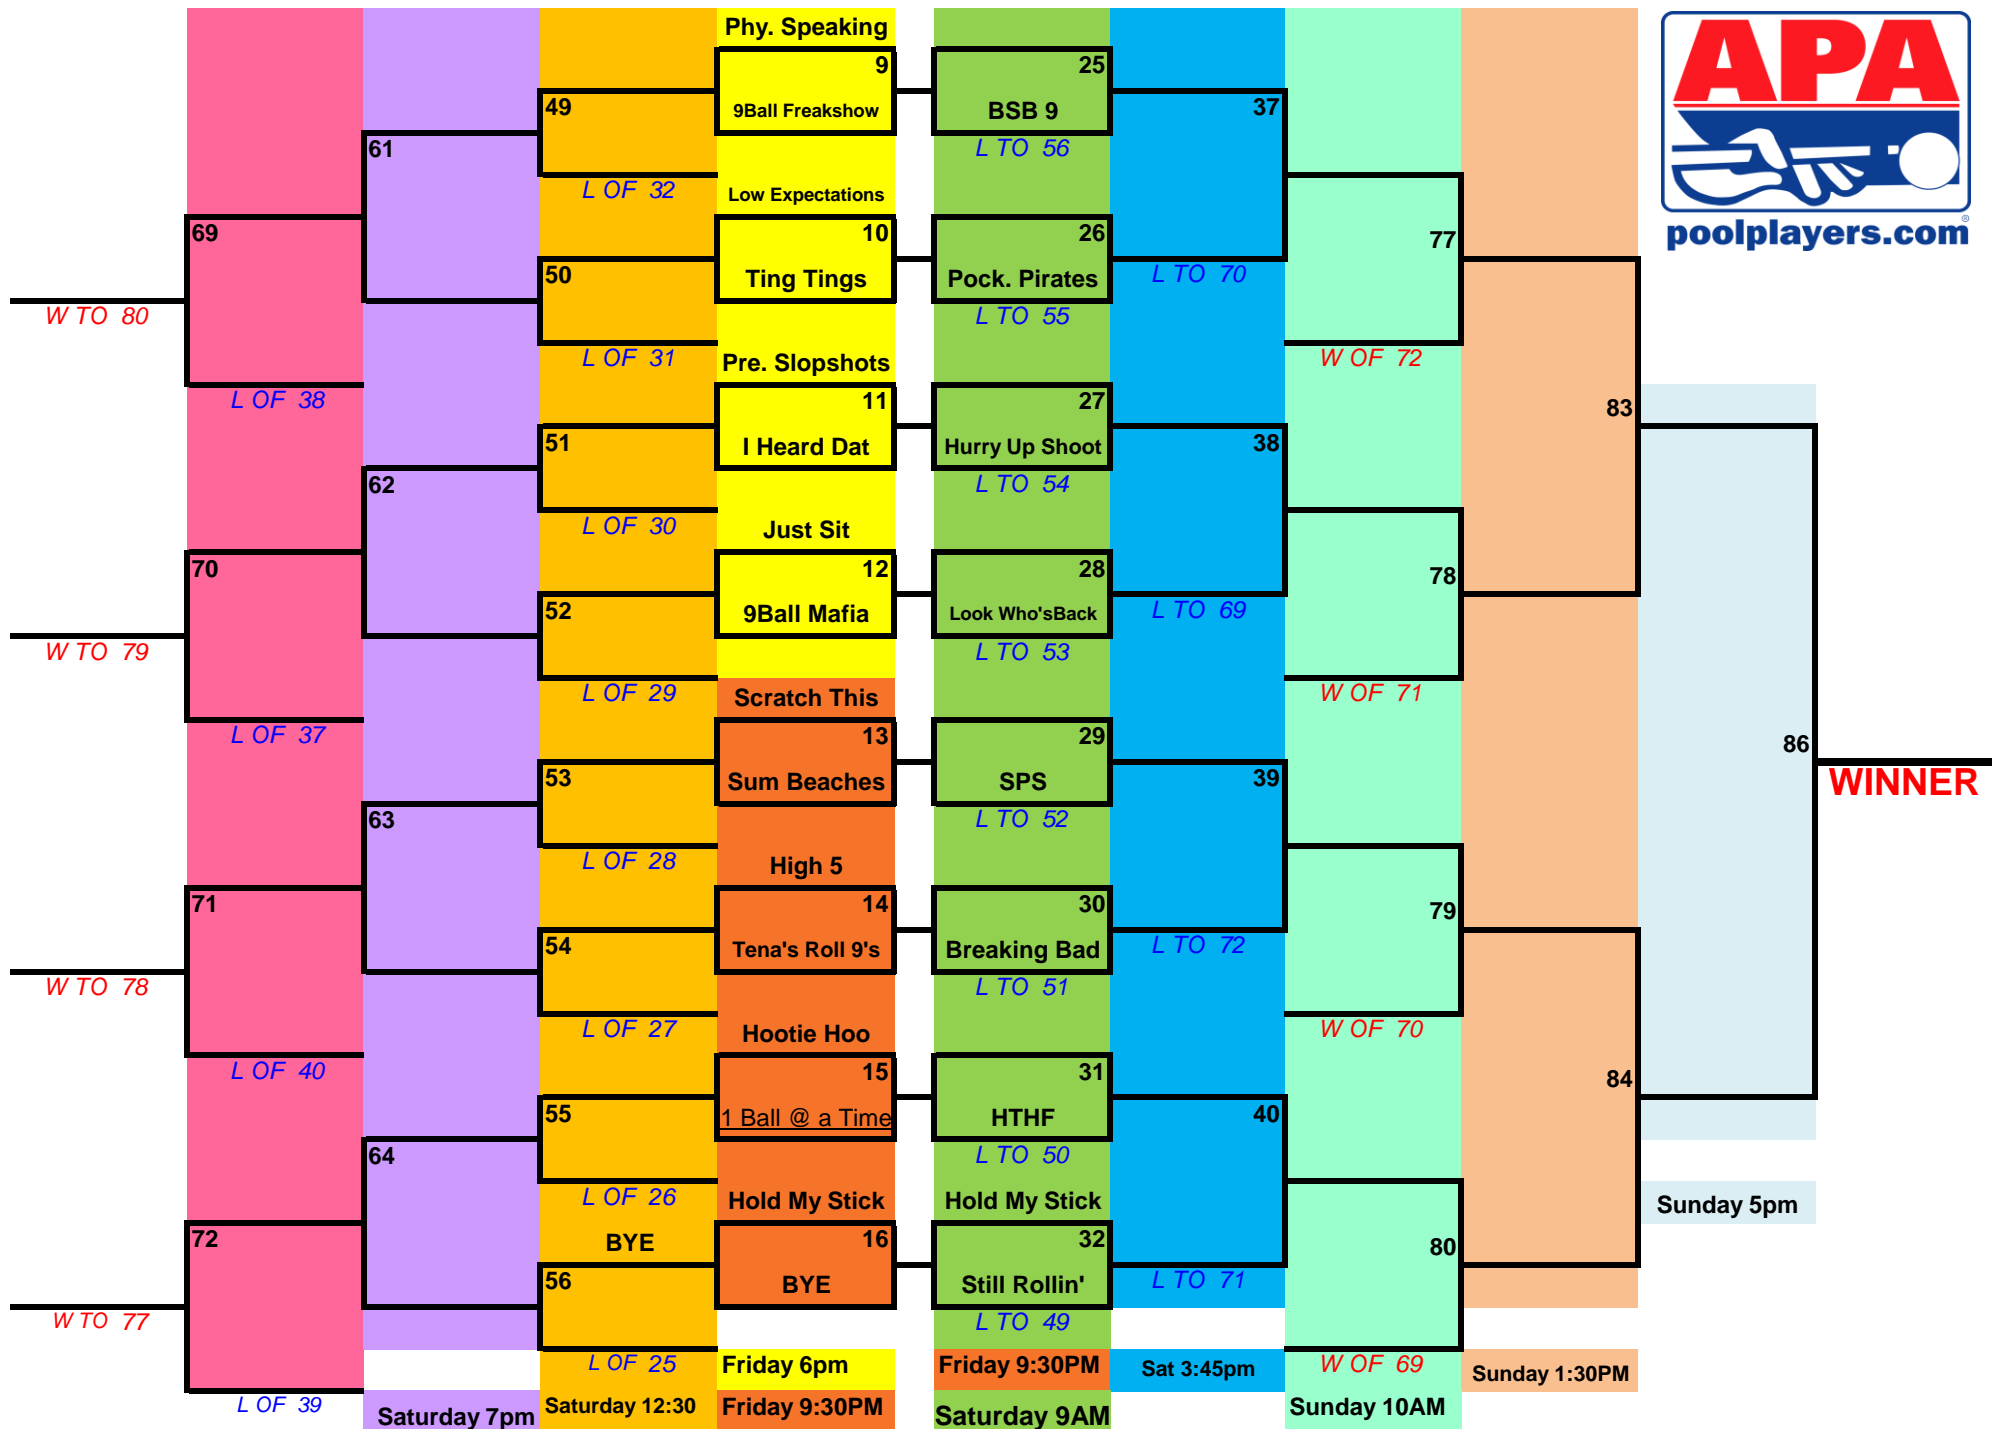 Phy. Speaking
9
25
APA
49
9Ball Freakshow
BSB 9
37
61
L TO 56
L OF 32
Low Expectations
69
10
26
77
poolplayers.com
®
50
Ting Tings
Pock. Pirates
L TO 70
W TO 80
L TO 55
L OF 31
Pre. Slopshots
W OF 72
L OF 38
11
27
83
51
I Heard Dat
Hurry Up Shoot
38
62
L TO 54
L OF 30
Just Sit
70
12
28
78
52
9Ball Mafia
Look Who'sBack
L TO 69
W TO 79
L TO 53
L OF 29
Scratch This
W OF 71
L OF 37
13
29
86
53
Sum Beaches
SPS
39
WINNER
63
L TO 52
L OF 28
High 5
71
14
30
79
54
Tena's Roll 9's
Breaking Bad
L TO 72
W TO 78
L TO 51
L OF 27
Hootie Hoo
W OF 70
L OF 40
15
31
84
55
1 Ball @ a Time
HTHF
40
64
L TO 50
L OF 26
Hold My Stick
Hold My Stick
Sunday 5pm
72
BYE
16
32
80
56
BYE
Still Rollin'
L TO 71
W TO 77
L TO 49
L OF 25
Friday 6pm
Friday 9:30PM
Sat 3:45pm
W OF 69
Sunday 1:30PM
L OF 39
Saturday 7pm
Saturday 12:30
Friday 9:30PM
Saturday 9AM
Sunday 10AM